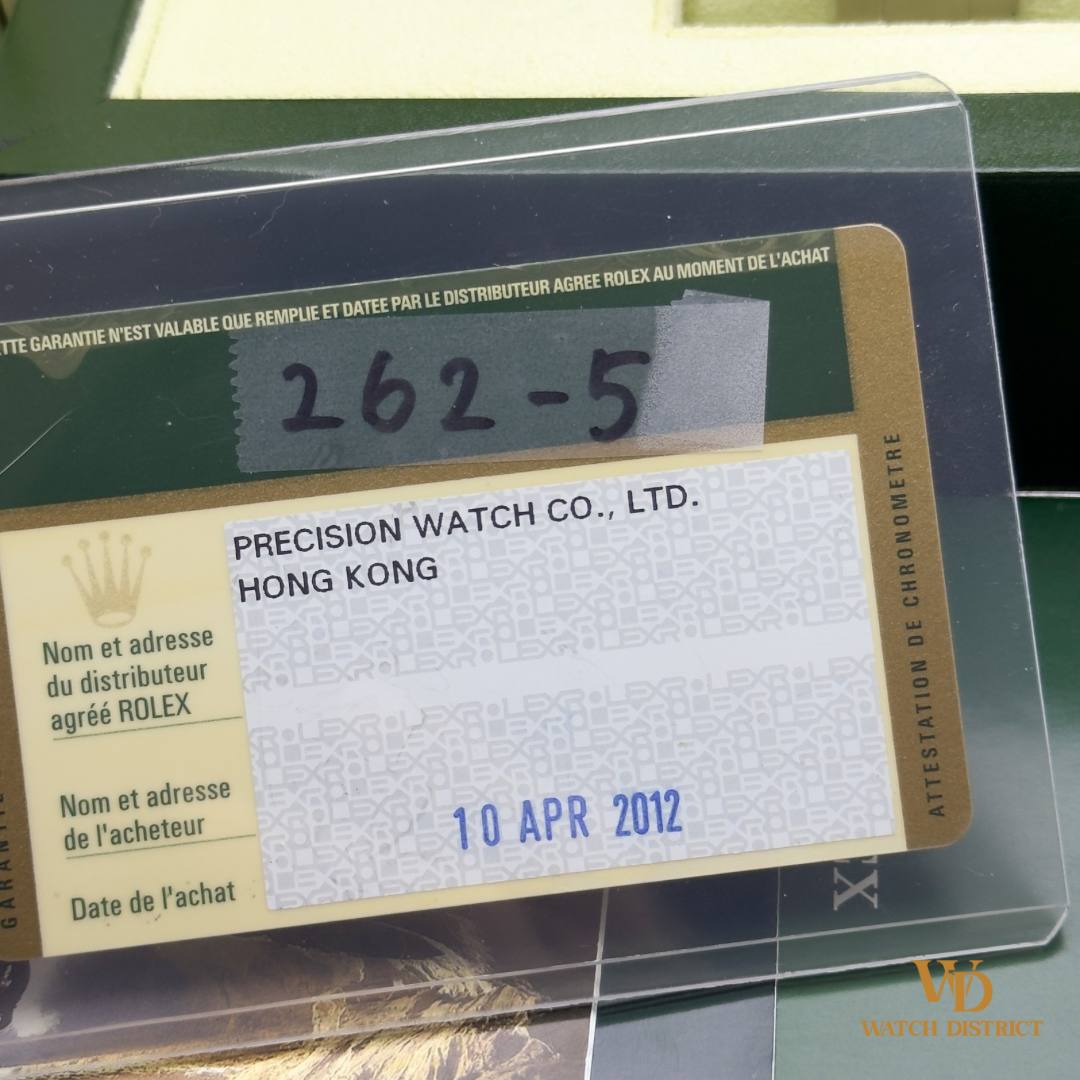 TTE GARANTIE N'EST VALABLE QUE REMPLIE ET DATEE PAR LE DISTRIBUTEUR AGREE ROLEX AU MOMENT DE L'ACHAT
262-5
PRECISION WATCH CO., LTD.
HONG KONG
Nom et adresse
du distributeur
agréé ROLEX
Nom et adresse
de l'acheteur
10 APR 2012
Date de l'achat
GARANTIE
ATTESTATION DE CHRONOMETRE
WD
WATCH DISTRICT